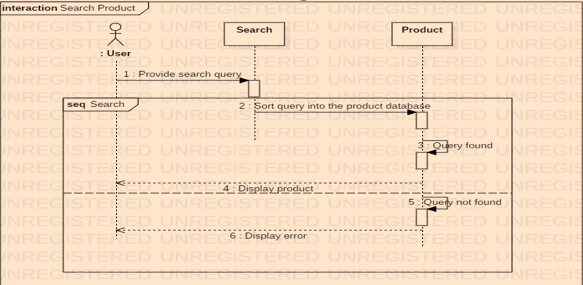 interaction Search Product
Search
Product
: User
1 : Provide search query
seq Search
2 : Sort query into the product database
3 : Query found
4 : Display product
5 : Query not found
6 : Display error
UNREGISTERED